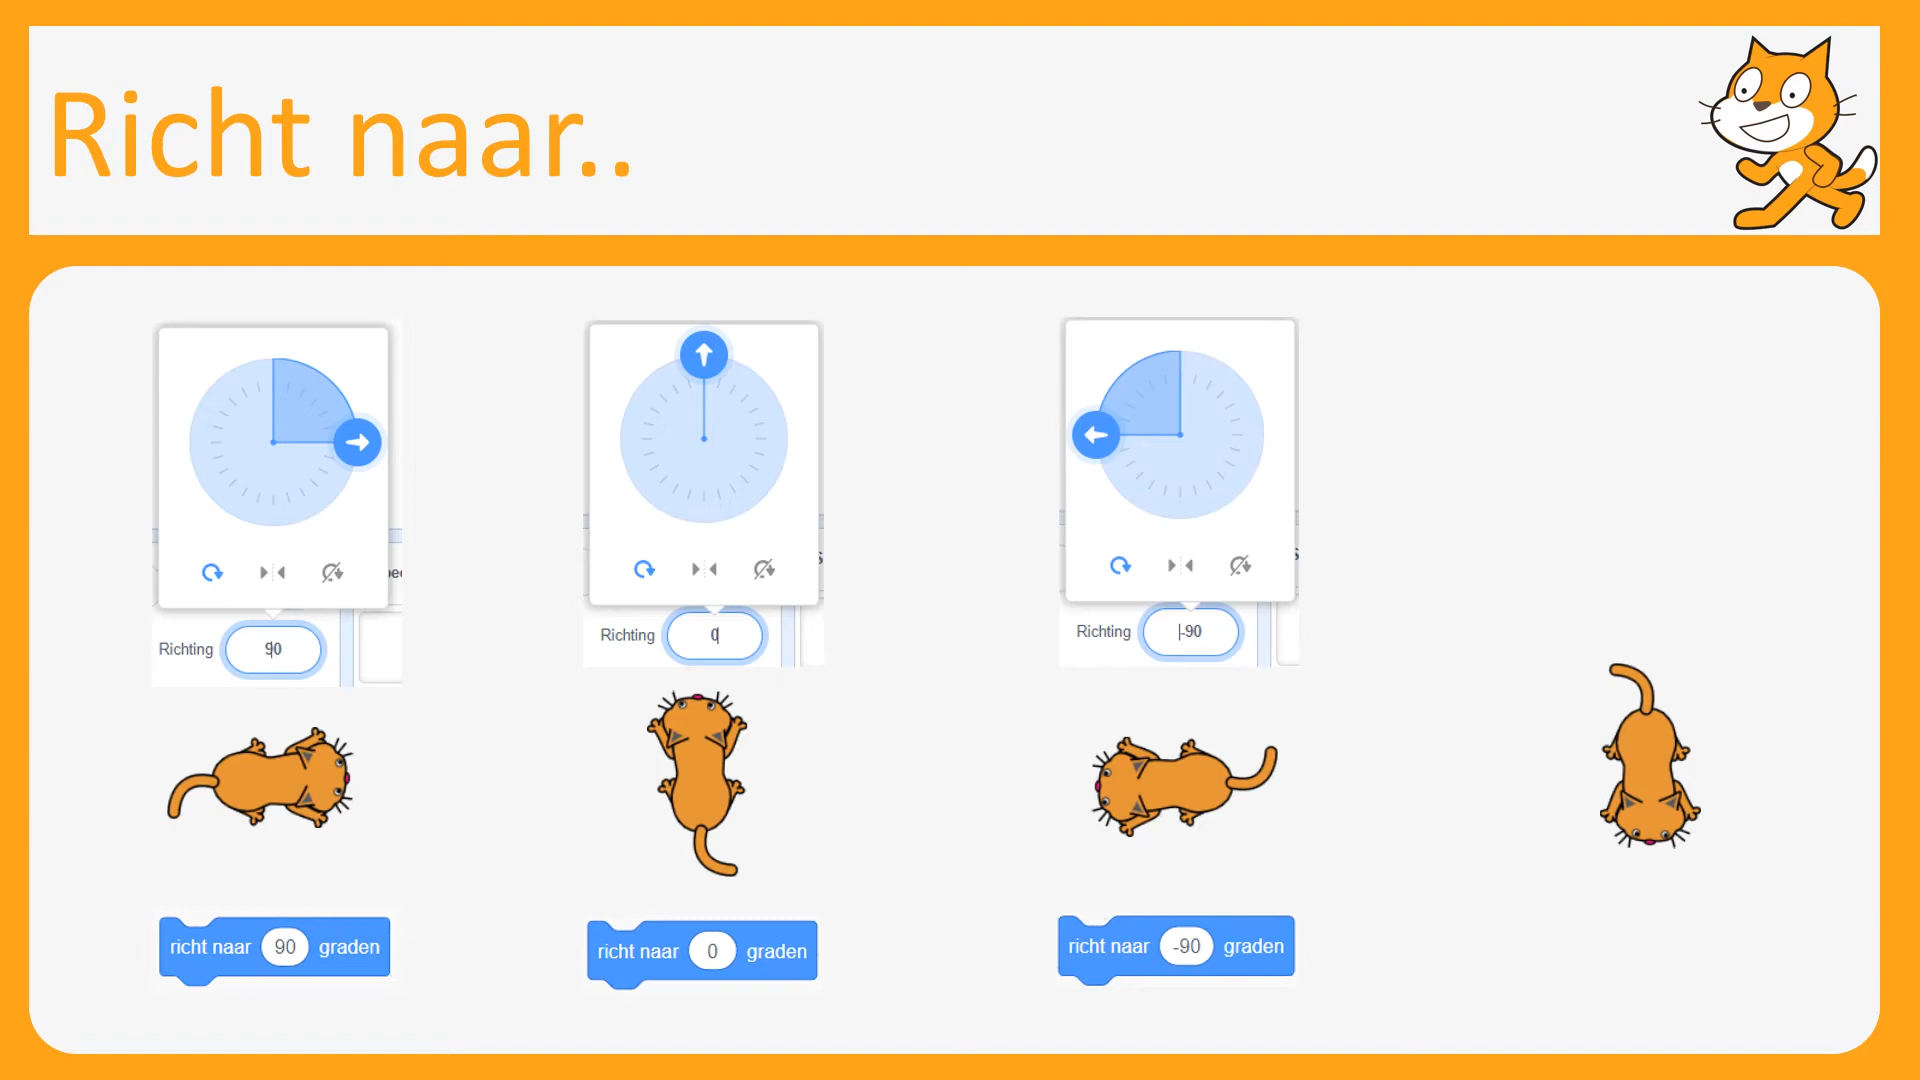 Richt naar..
Richting 90
Richting 0
Richting -90
richt naar 90 graden
richt naar 0 graden
richt naar -90 graden